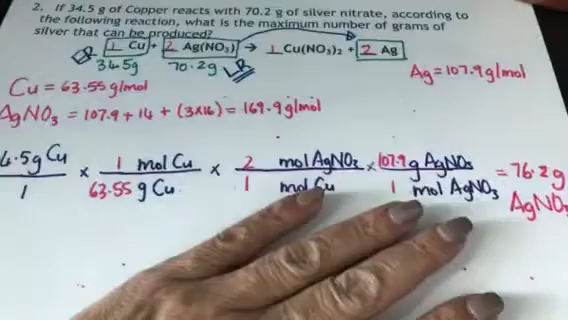 2. If 34.5 g of Copper reacts with 70.2 g of silver nitrate, according to
the following reaction, what is the maximum number of grams of
silver that can be produced?
1 Cu + 2 Ag(NO3) → 1 Cu(NO3)2 + 2 Ag
34.5g 70.2g LR
Ag = 107.9g/mol
Cu = 63.55 g/mol
AgNO3 = 107.9 + 14 + (3x16) = 169.9g/mol
4.5g Cu / 1 x 1 mol Cu / 63.55 g Cu x 2 mol AgNO3 / 1 mol Cu x 107.9 g AgNO3 / 1 mol AgNO3 = 76.2g
AgNO3